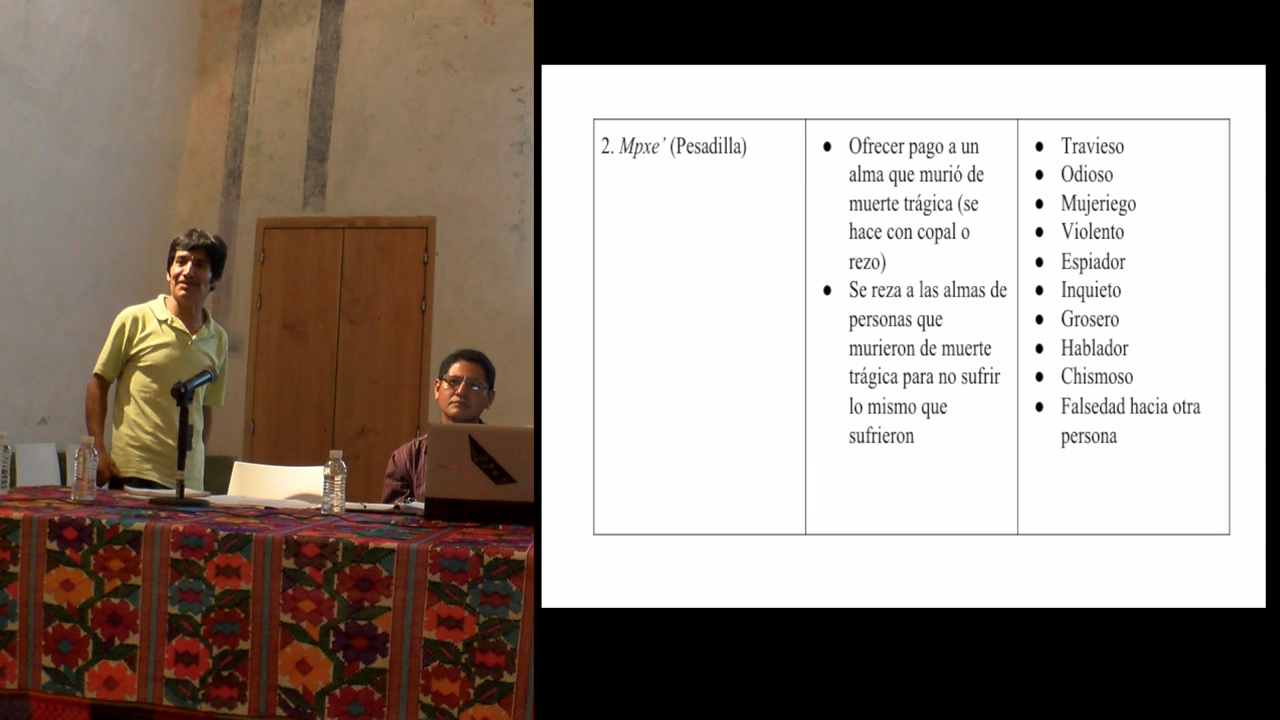 2. Mpxe’ (Pesadilla)
● Ofrecer pago a un
alma que murió de
muerte trágica (se
hace con copal o
rezo)
● Se reza a las almas de
personas que
murieron de muerte
trágica para no sufrir
lo mismo que
sufrieron
● Travieso
● Odioso
● Mujeriego
● Violento
● Espiador
● Inquieto
● Grosero
● Hablador
● Chismoso
● Falsedad hacia otra
persona